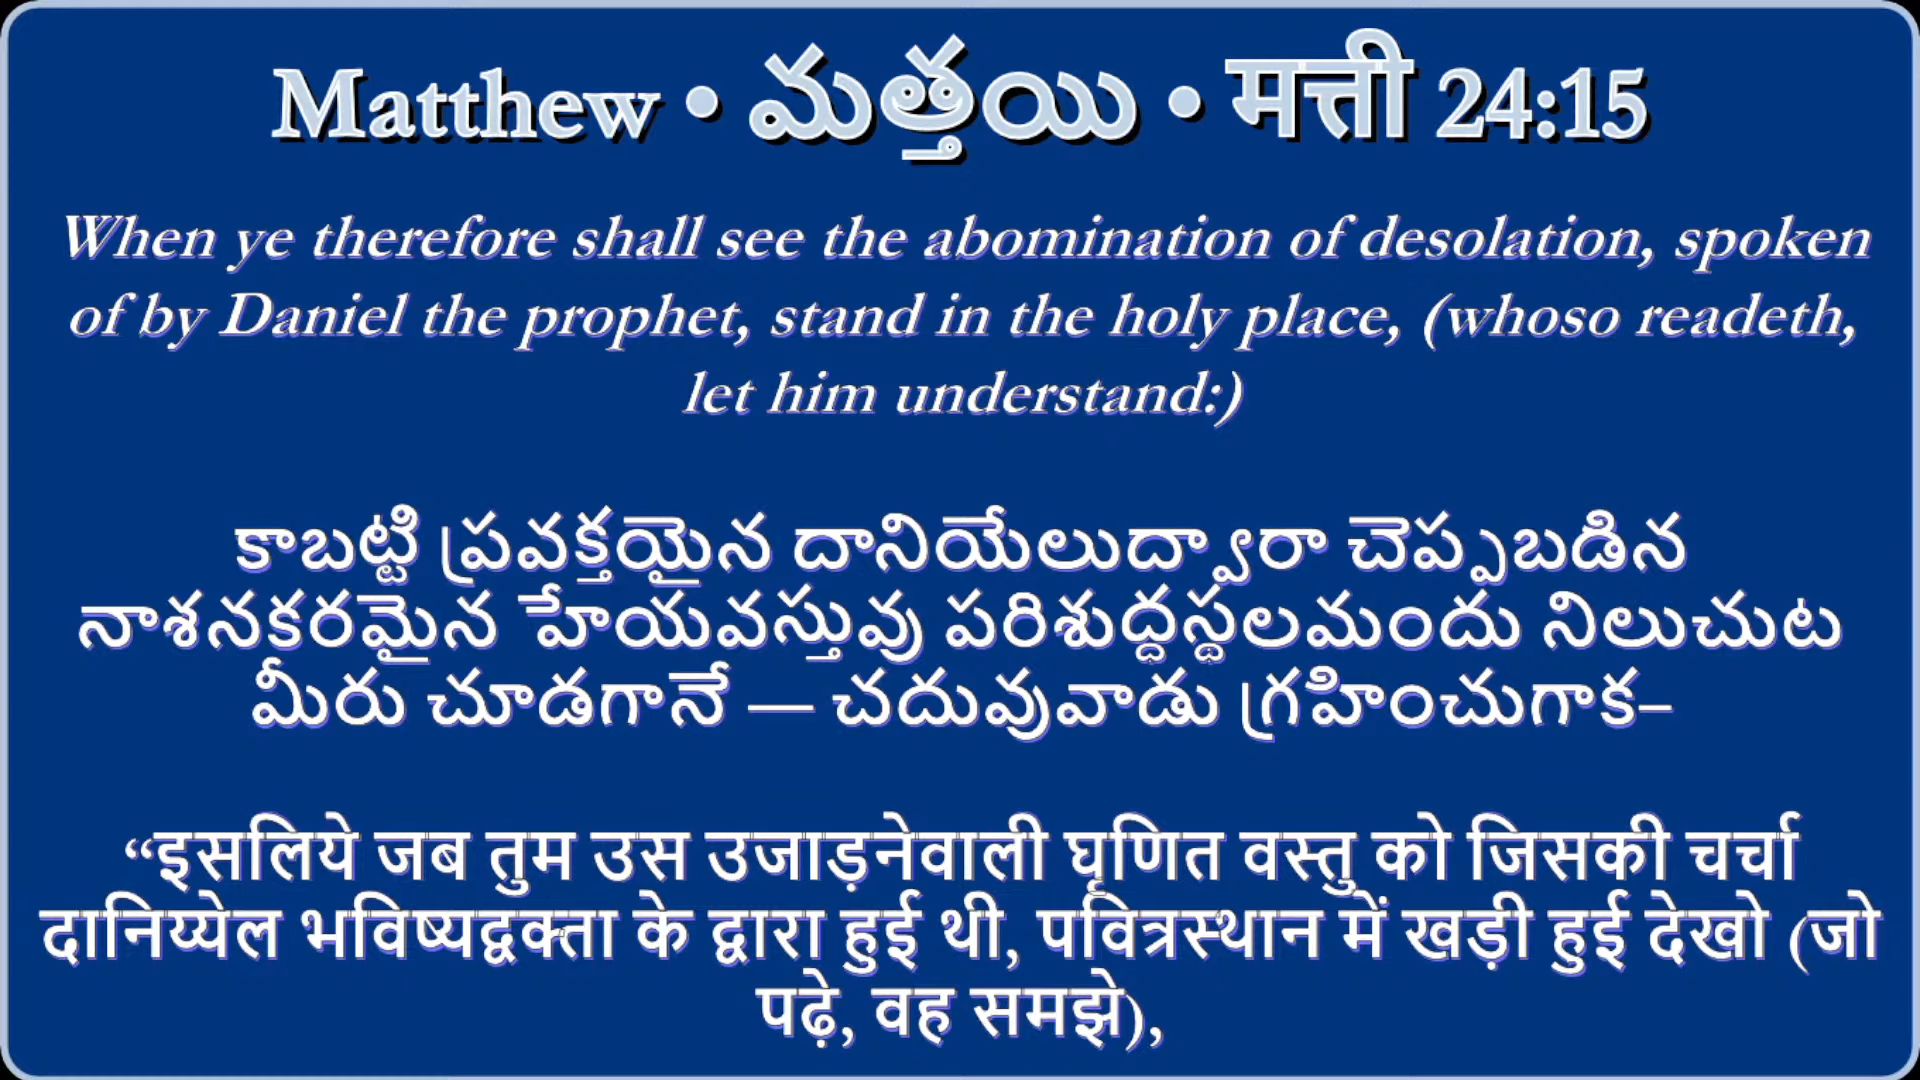 Matthew • మత్తయి • मत्ती 24:15
When ye therefore shall see the abomination of desolation, spoken
of by Daniel the prophet, stand in the holy place, (whoso readeth,
let him understand:)
కాబట్టి ప్రవక్తయైన దానియేలుద్వారా చెప్పబడిన
నాశనకరమైన హేయవస్తువు పరిశుద్ధస్థలమందు నిలుచుట
మీరు చూడగానే — చదువువాడు గ్రహించుగాక–
“इसलिये जब तुम उस उजाड़नेवाली घृणित वस्तु को जिसकी चर्चा
दानिय्येल भविष्यद्वक्ता के द्वारा हुई थी, पवित्रस्थान में खड़ी हुई देखो (जो
पढ़े, वह समझे),